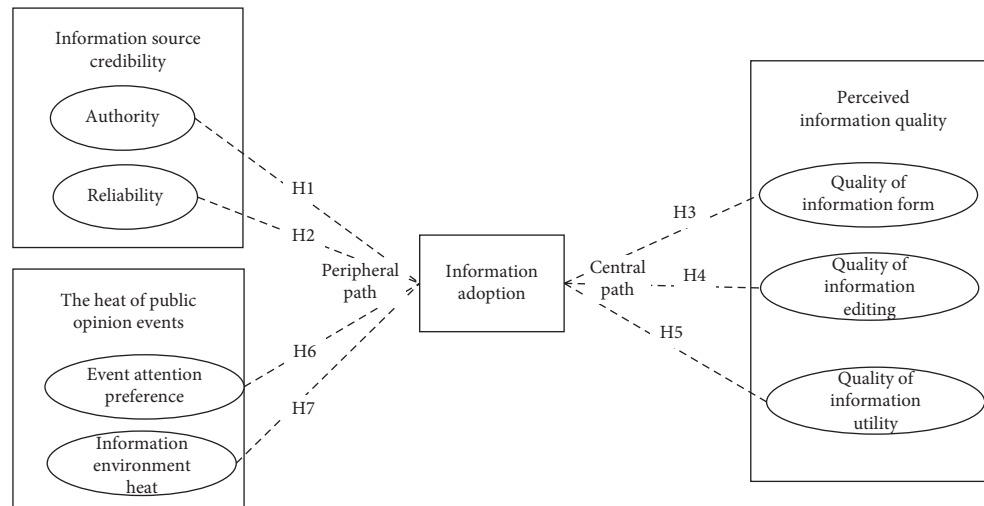 Information source
credibility
Authority
Reliability
The heat of public
opinion events
Event attention
preference
Information
environment
heat
H1
H2
Peripheral
path
H6
H7
Information
adoption
H3
Central
path
H4
H5
Perceived
information quality
Quality of
information form
Quality of
information
editing
Quality of
information
utility